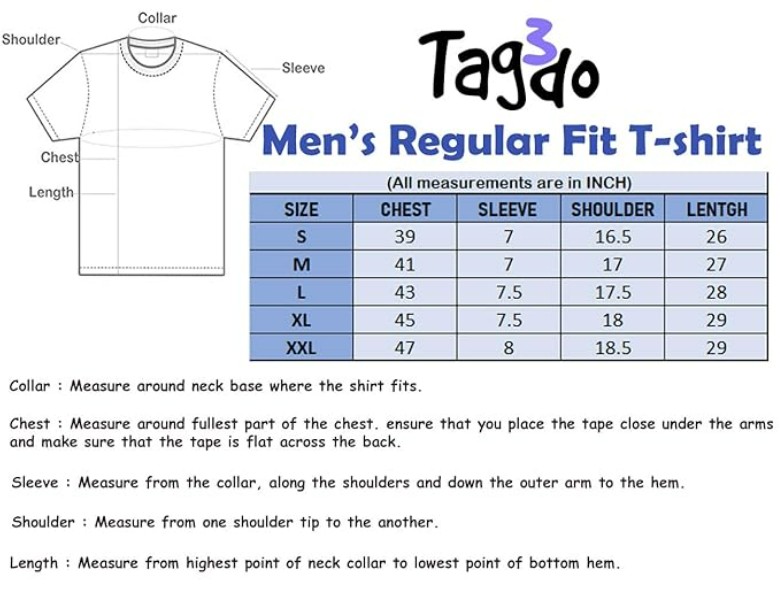 Collar
Shoulder
Sleeve
Chest
Length
Tag3do
Men's Regular Fit T-shirt
(All measurements are in INCH)
SIZE CHEST SLEEVE SHOULDER LENTGH
S 39 7 16.5 26
M 41 7 17 27
L 43 7.5 17.5 28
XL 45 7.5 18 29
XXL 47 8 18.5 29
Collar : Measure around neck base where the shirt fits.
Chest : Measure around fullest part of the chest. ensure that you place the tape close under the arms
and make sure that the tape is flat across the back.
Sleeve : Measure from the collar, along the shoulders and down the outer arm to the hem.
Shoulder : Measure from one shoulder tip to the another.
Length : Measure from highest point of neck collar to lowest point of bottom hem.